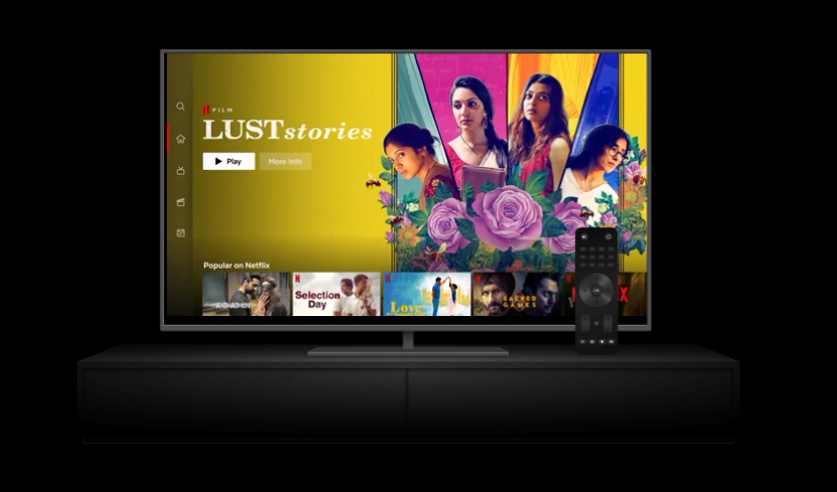 FILM
LUST stories
Play
More Info
Popular on Netflix
Selection
Day
Love
SACRED
GAMES